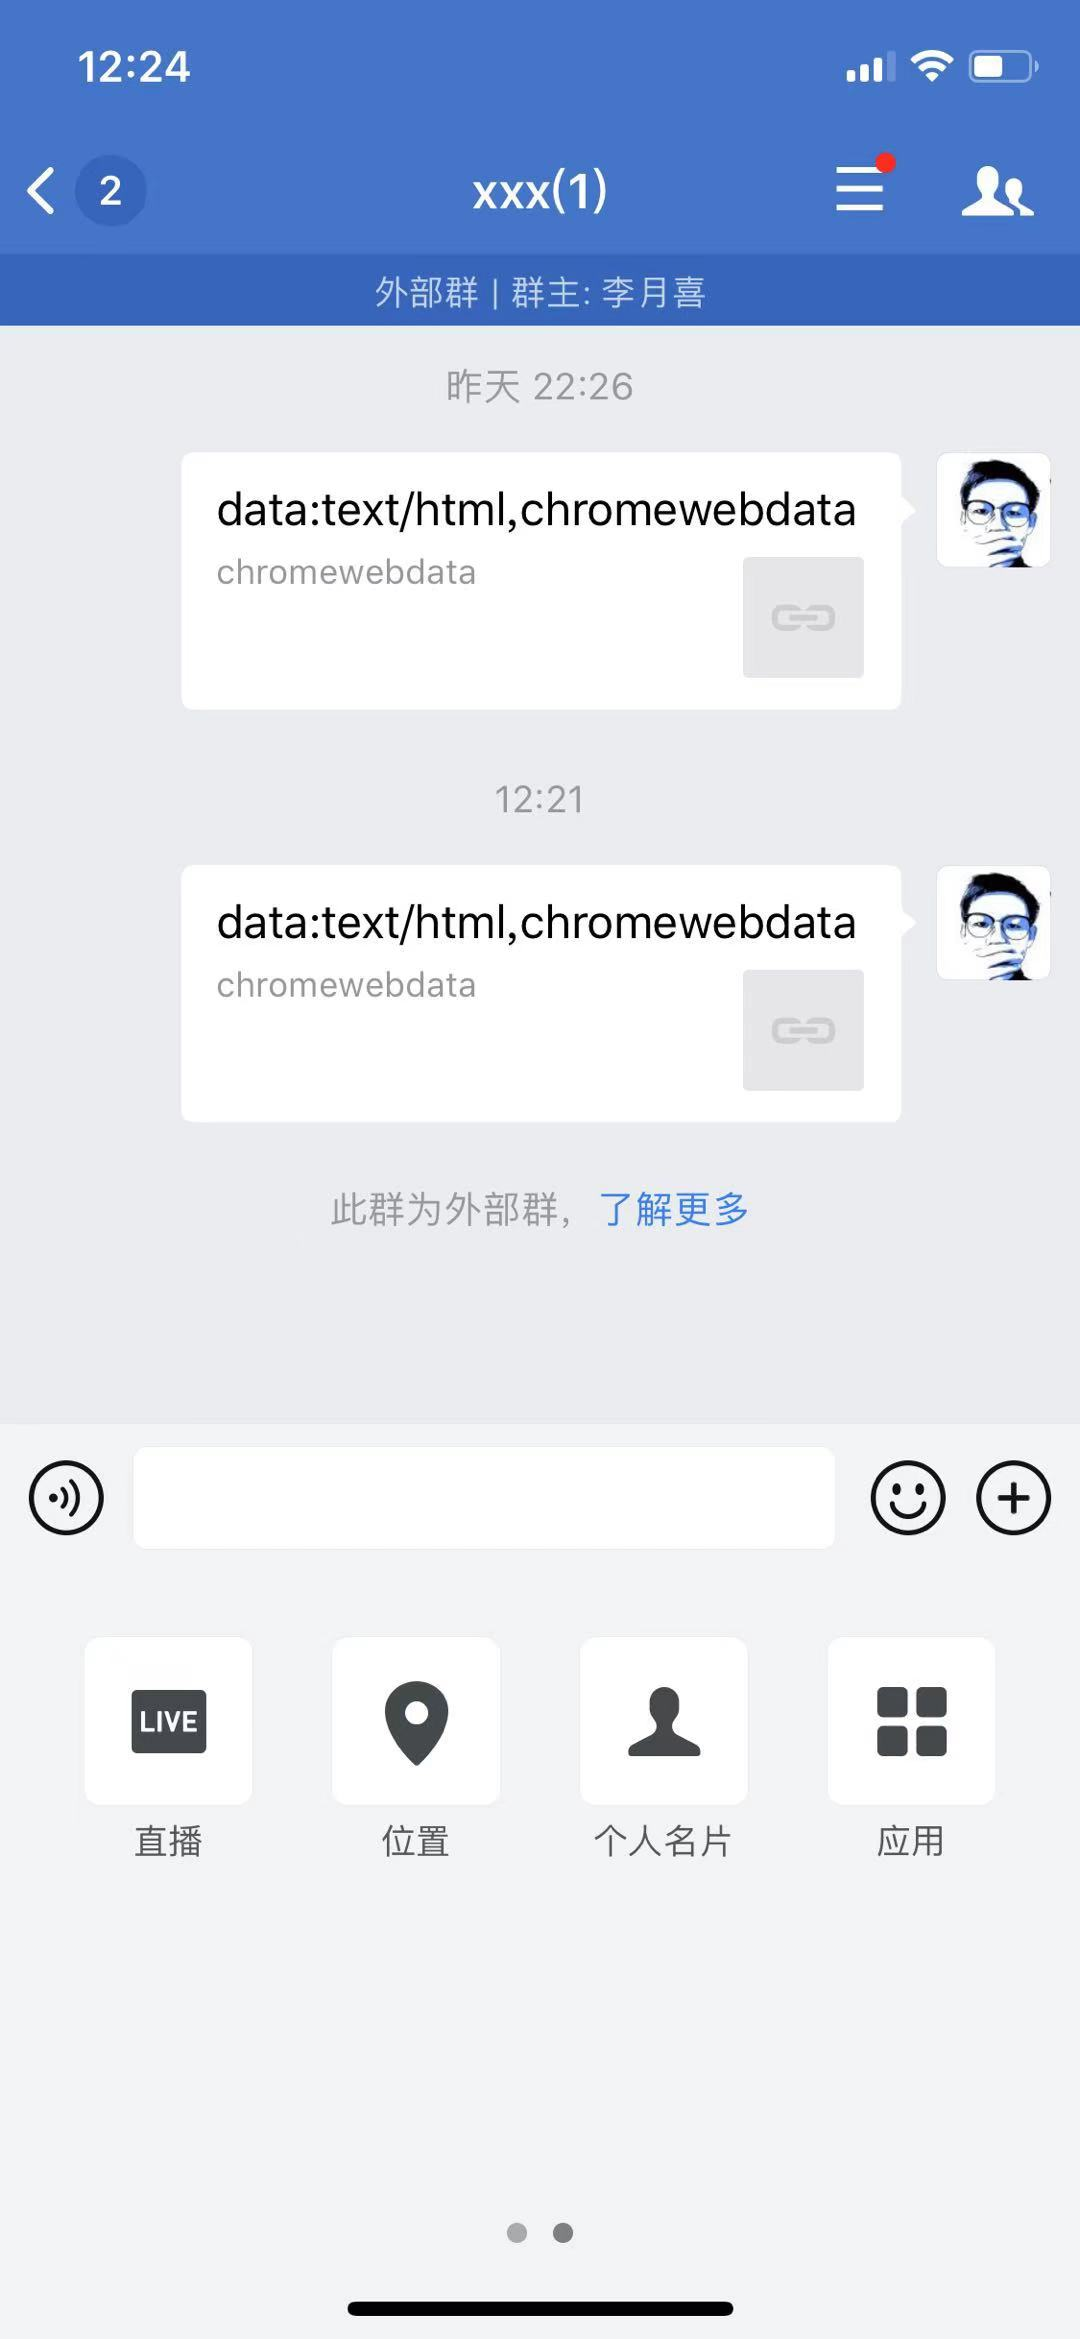 12:24
2
xxx(1)
外部群 | 群主: 李月喜
昨天 22:26
data:text/html,chromewebdata
chromewebdata
12:21
data:text/html,chromewebdata
chromewebdata
此群为外部群，了解更多
LIVE
直播
位置
个人名片
应用